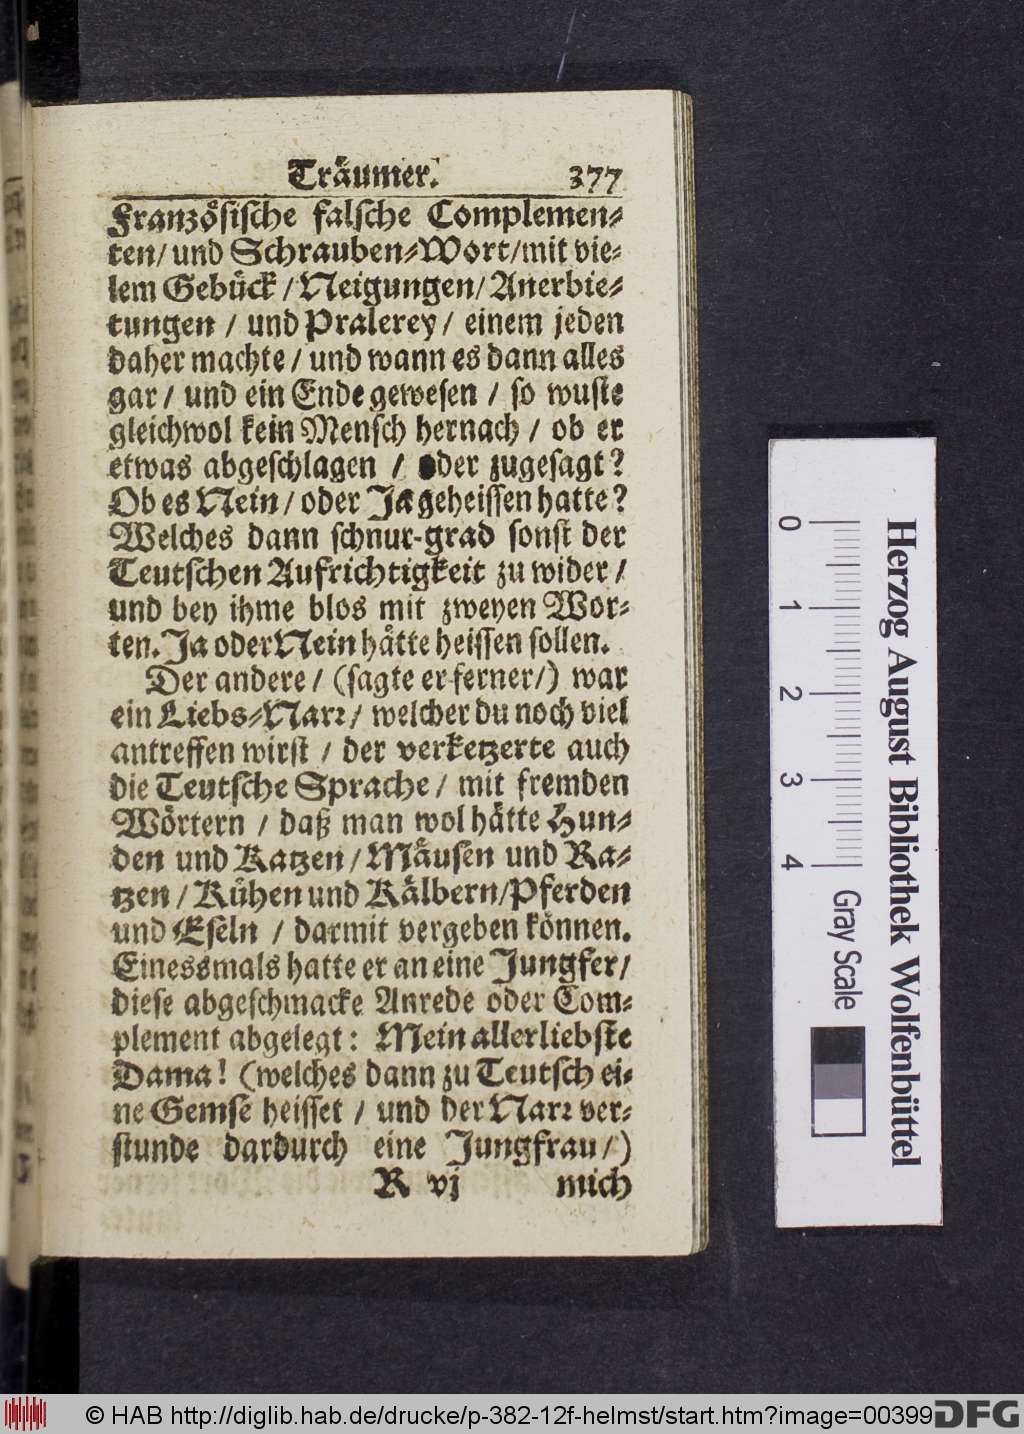 Träumer. 377
Französische falsche Complemen-
ten/ und Schrauben-Wort/mit vie-
lem Gebück / Neigungen/ Anerbie-
tungen / und Pralerey / einem jeden
daher machte / und wann es dann alles
gar / und ein Ende gewesen / so wuste
gleichwol kein Mensch hernach / ob er
etwas abgeschlagen / oder zugesagt?
Ob es Nein / oder Ja geheissen hatte?
Welches dann schnur-grad sonst der
Teutschen Aufrichtigkeit zu wider /
und bey ihme blos mit zweyen Wor-
ten. Ja oder Nein hätte heissen sollen.
Der andere / (sagte er ferner/) war
ein Liebs-Narr / welcher du noch viel
antreffen wirst / der verketzerte auch
die Teutsche Sprache / mit fremden
Wörtern / daß man wol hätte Hun-
den und Katzen / Mäusen und Ra-
tzen / Kühen und Kälbern/Pferden
und Eseln / darmit vergeben können.
Einessmals hatte er an eine Jungfer/
diese abgeschmacke Anrede oder Com-
plement abgelegt: Mein allerliebste
Dama! (welches dann zu Teutsch ei-
ne Gemse heisset / und der Narr ver-
stunde dardurch eine Jungfrau/)
R vj mich
Herzog August Bibliothek Wolfenbüttel
0 1 2 3 4 Gray Scale
© HAB http://diglib.hab.de/drucke/p-382-12f-helmst/start.htm?image=00399
DFG